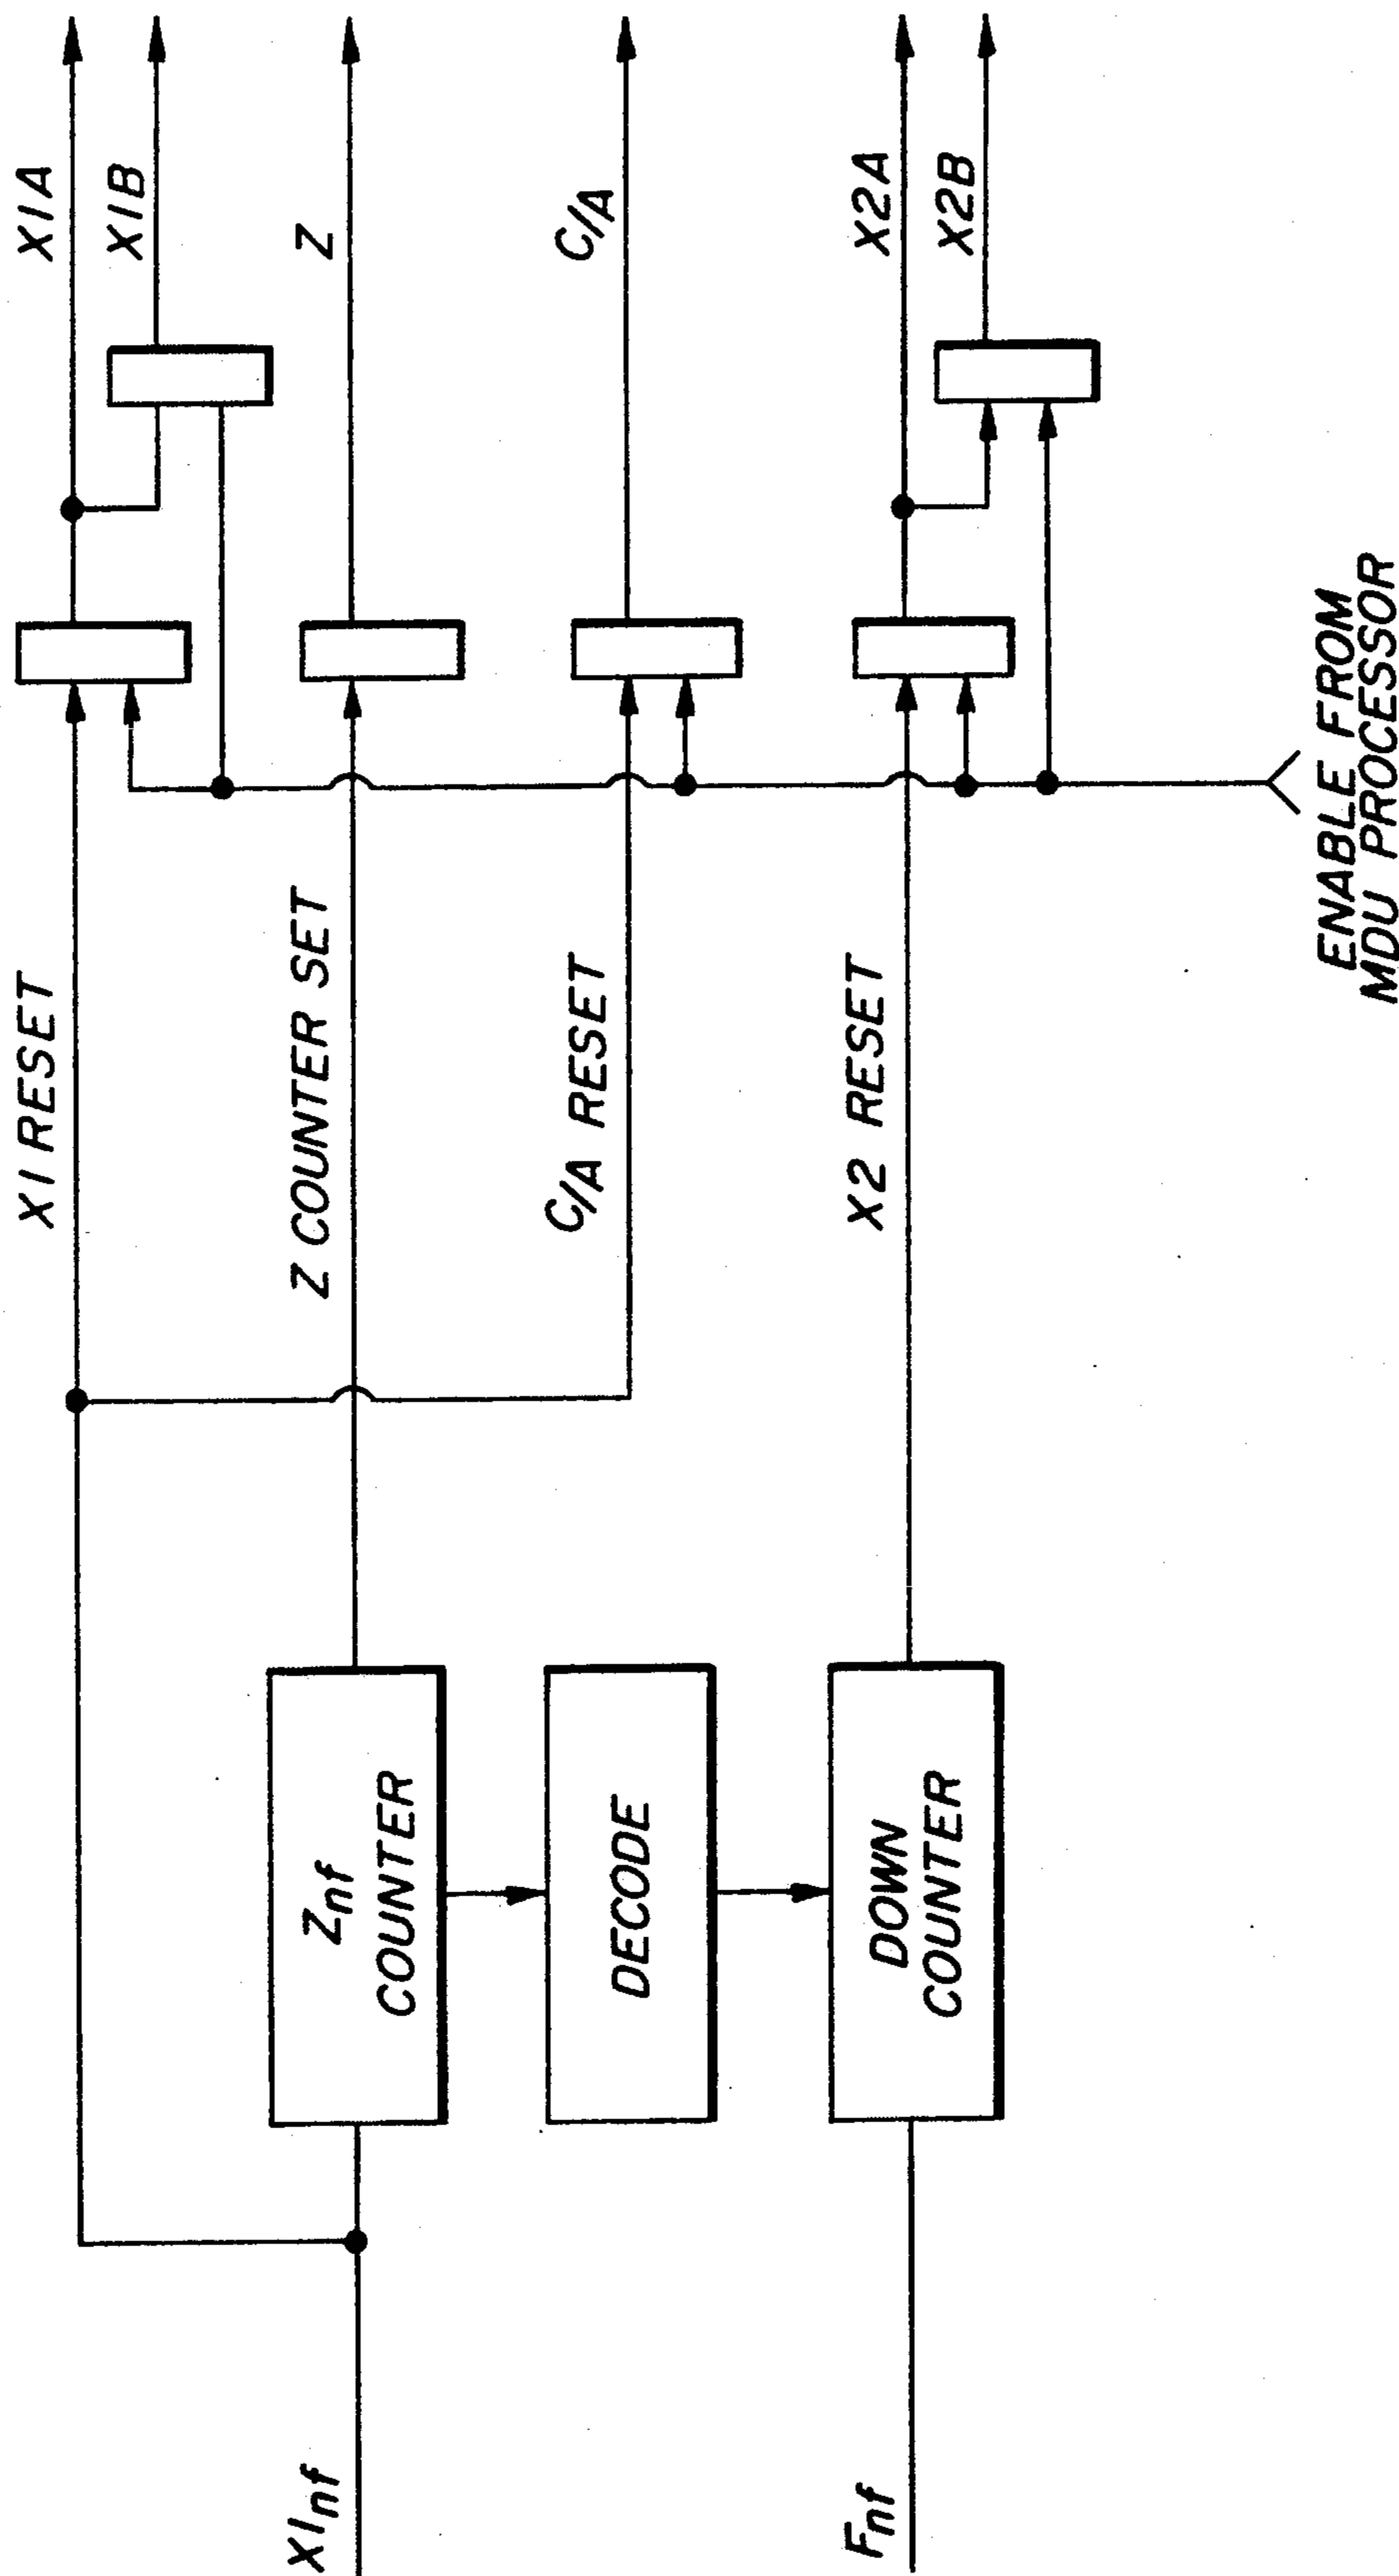 X1A
X1B
Z
C/A
X2A
X2B
X1 RESET
Z COUNTER SET
C/A RESET
X2 RESET
ENABLE FROM
MDU PROCESSOR
Znf
COUNTER
DECODE
DOWN
COUNTER
X1nf
Fnf